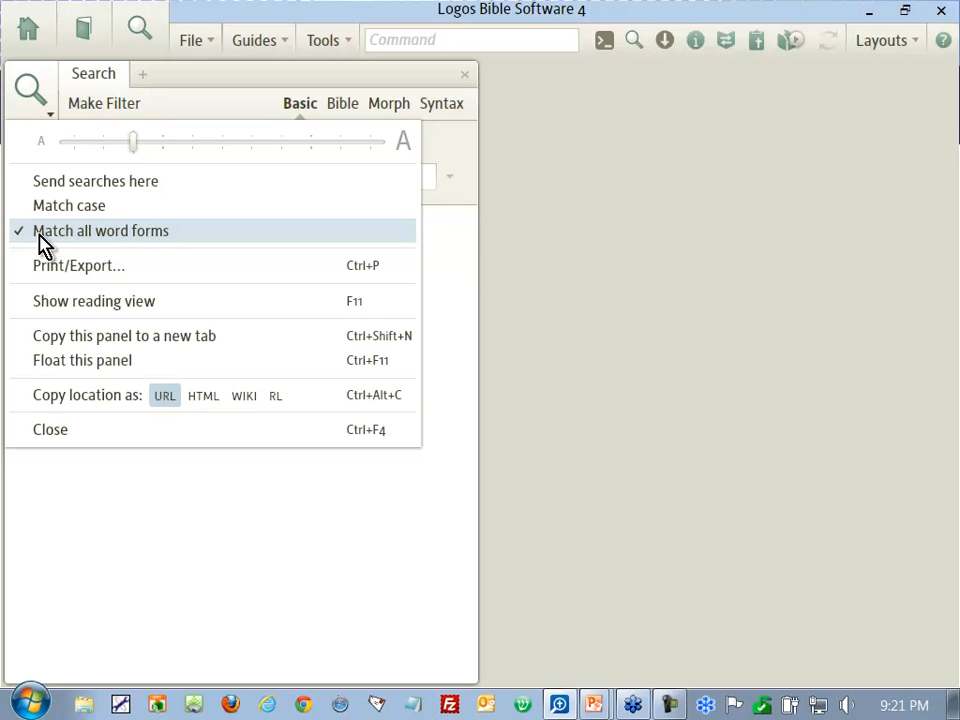 Logos Bible Software 4
File Guides Tools Command Layouts
Search
Make Filter Basic Bible Morph Syntax
A A
Send searches here
Match case
✓ Match all word forms
Print/Export... Ctrl+P
Show reading view F11
Copy this panel to a new tab Ctrl+Shift+N
Float this panel Ctrl+F11
Copy location as: URL HTML WIKI RL Ctrl+Alt+C
Close Ctrl+F4
9:21 PM